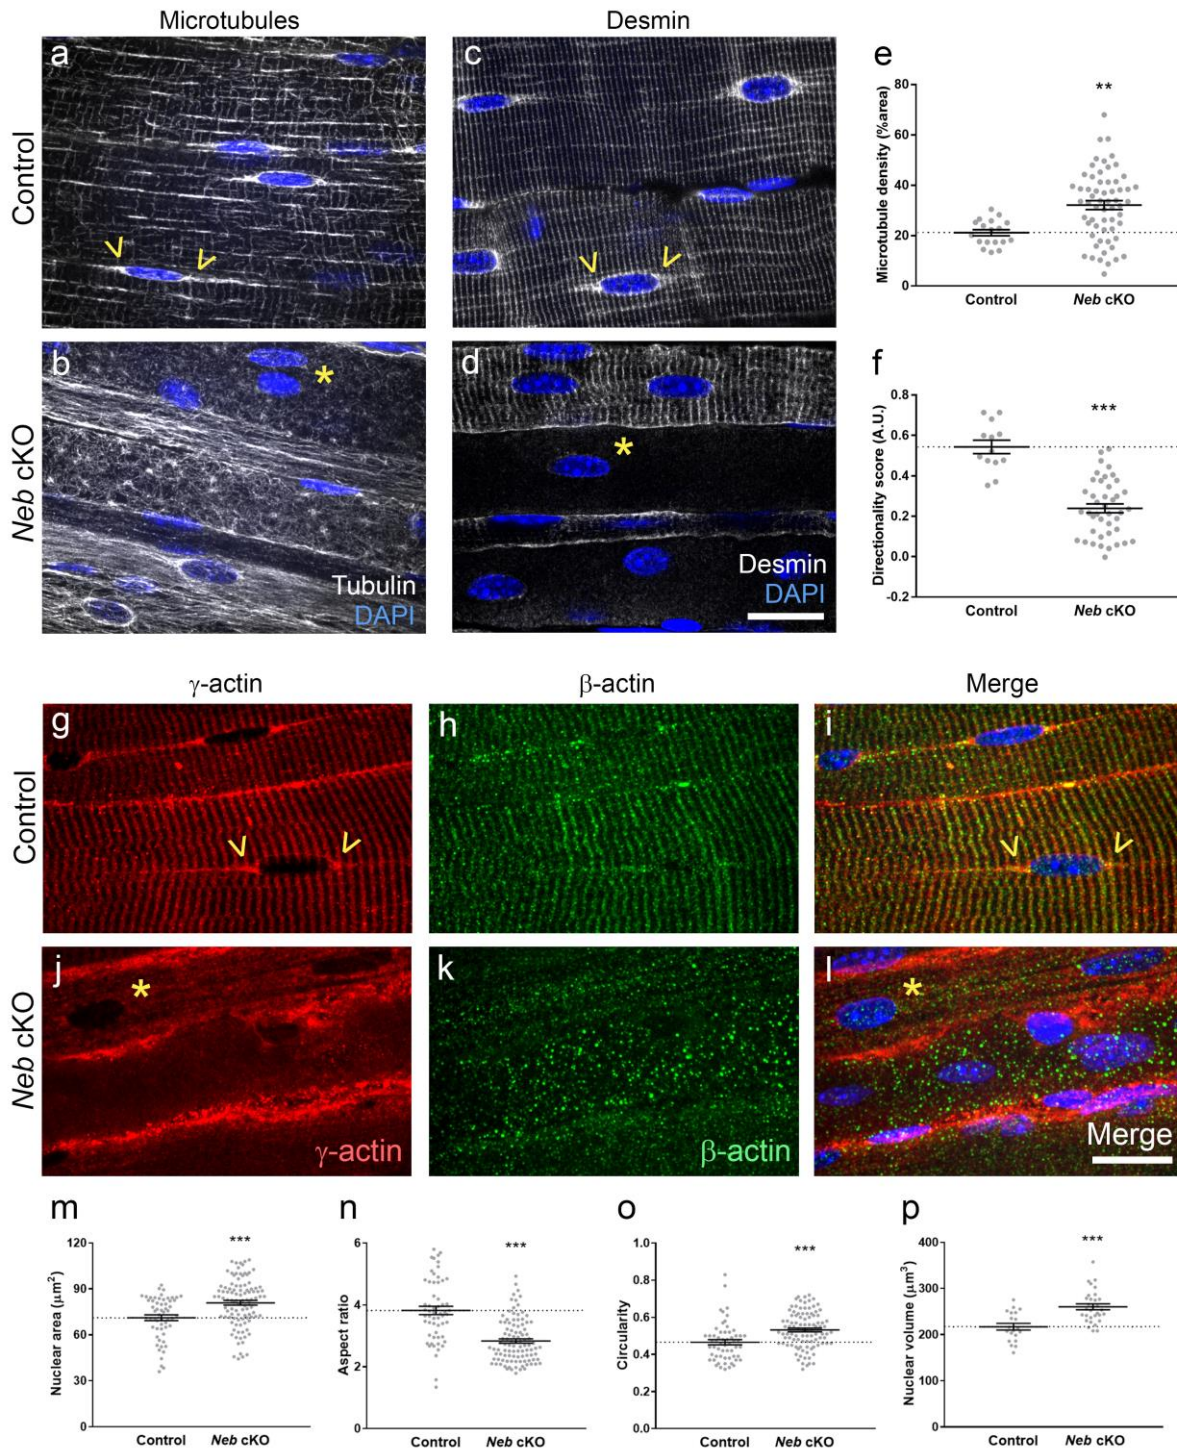 Microtubules
Desmin
Control
a
c
Neb cKO
b
*
Tubulin
DAPI
d
*
Desmin
DAPI
e
Microtubule density (%area)
80
60
40
20
0
**
Control
Neb cKO
f
Directionality score (A.U.)
0.8
0.6
0.4
0.2
0.0
-0.2
***
Control
Neb cKO
γ-actin
β-actin
Merge
Control
g
h
i
Neb cKO
j
*
γ-actin
k
β-actin
l
*
Merge
m
Nuclear area (μm²)
120
90
60
30
0
***
Control
Neb cKO
n
Aspect ratio
6
4
2
0
***
Control
Neb cKO
o
Circularity
1.0
0.8
0.6
0.4
0.2
0.0
***
Control
Neb cKO
p
Nuclear volume (μm³)
400
300
200
100
0
***
Control
Neb cKO